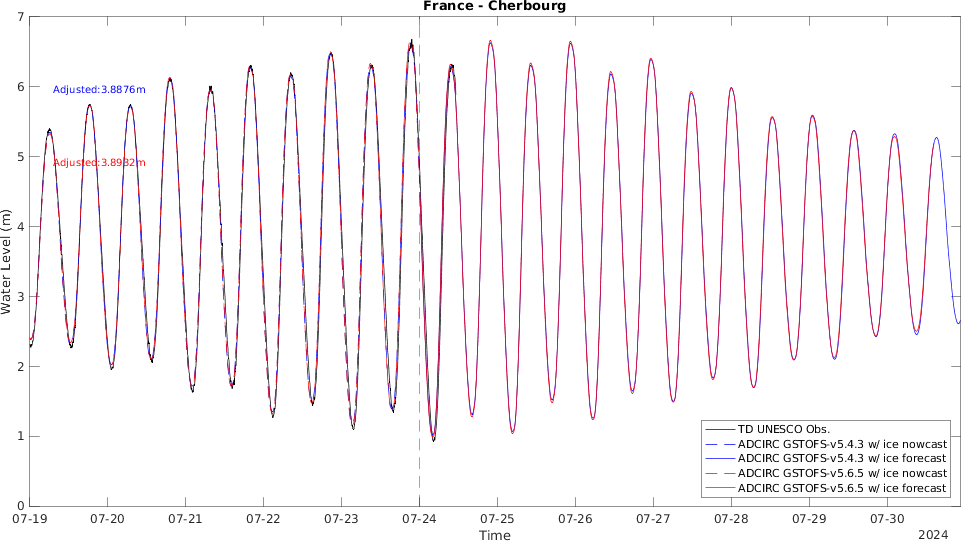 France - Cherbourg
Water Level (m)
7
6
5
4
3
2
1
0
Adjusted:3.8876m
Adjusted:3.8932m
TD UNESCO Obs.
ADCIRC GSTOFS-v5.4.3 w/ ice nowcast
ADCIRC GSTOFS-v5.4.3 w/ ice forecast
ADCIRC GSTOFS-v5.6.5 w/ ice nowcast
ADCIRC GSTOFS-v5.6.5 w/ ice forecast
07-19 07-20 07-21 07-22 07-23 07-24 07-25 07-26 07-27 07-28 07-29 07-30
Time
2024